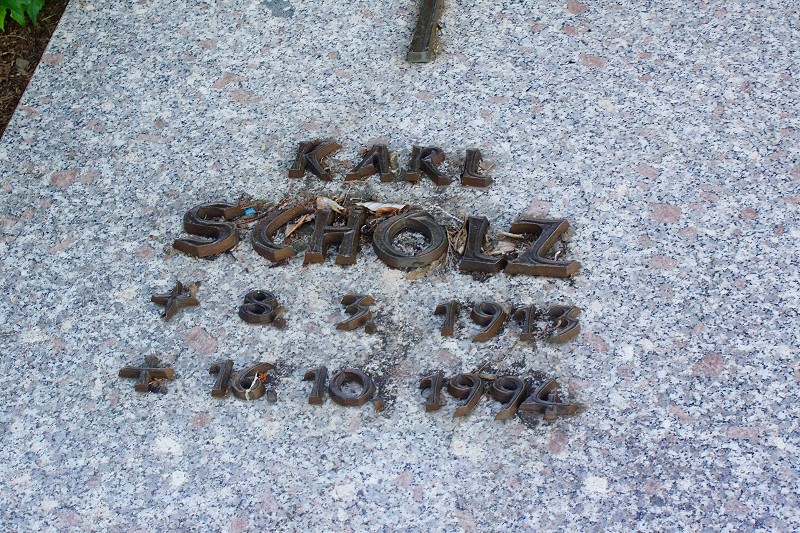 KARL
SCHOLZ
* 8. 3. 1913
+ 16. 10. 1994